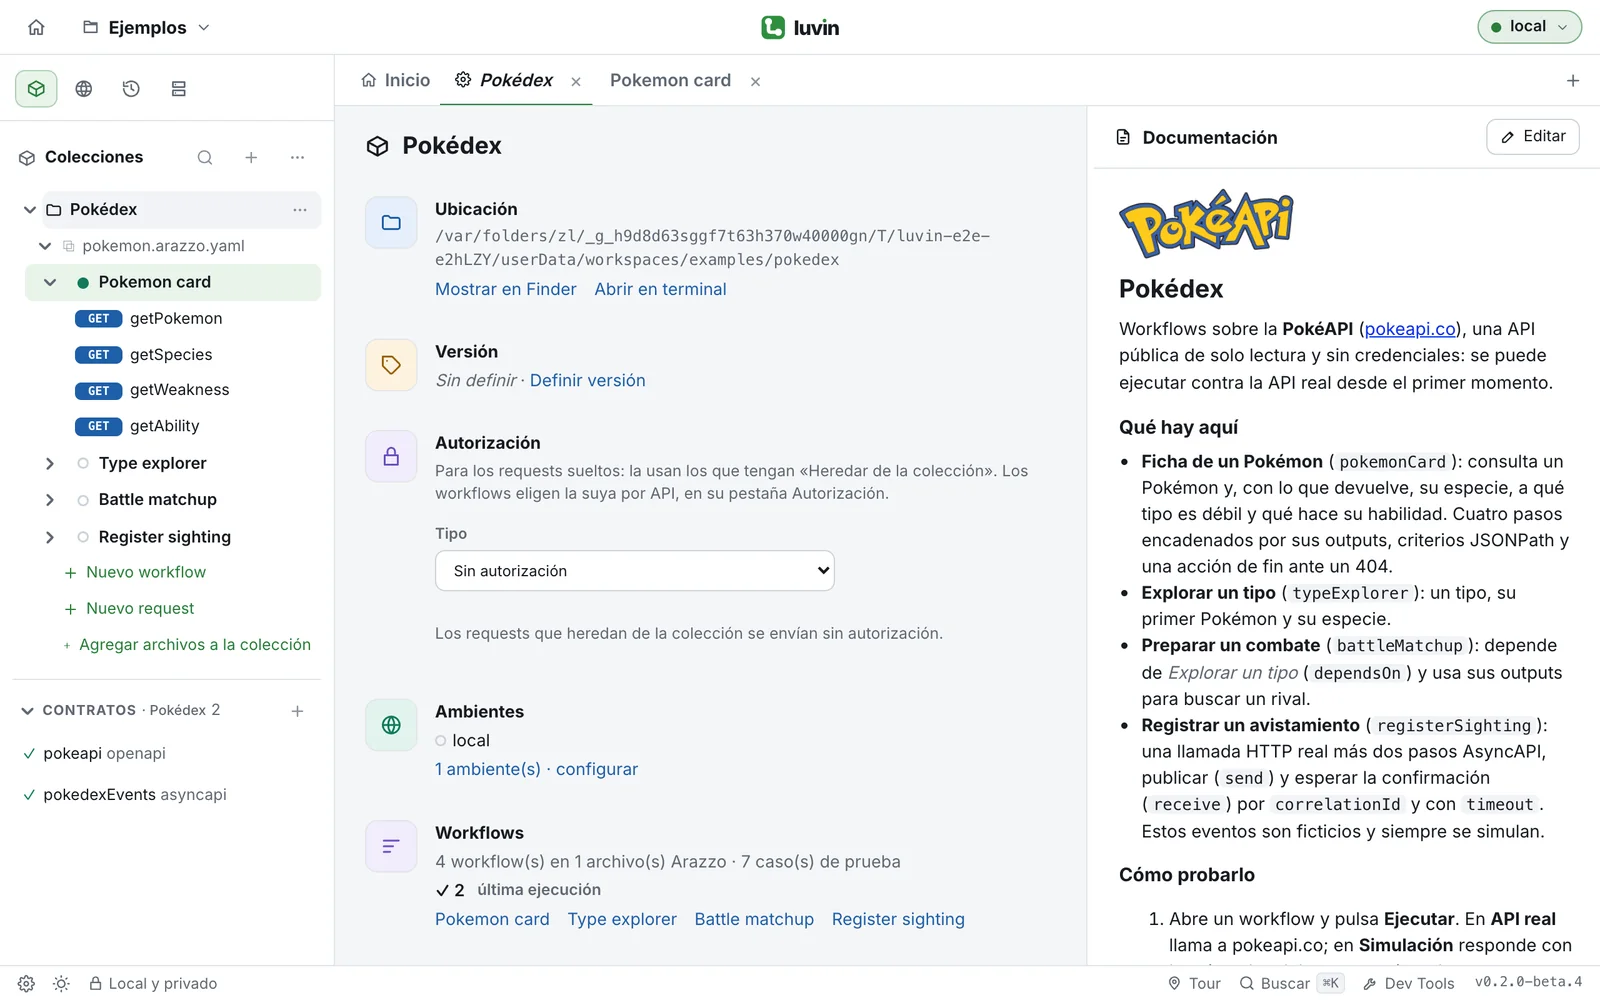 Ejemplos
luvin
local
Inicio
Pokédex
Pokemon card
Colecciones
Pokédex
pokemon.arazzo.yaml
Pokemon card
GET getPokemon
GET getSpecies
GET getWeakness
GET getAbility
Type explorer
Battle matchup
Register sighting
+ Nuevo workflow
+ Nuevo request
+ Agregar archivos a la colección
CONTRATOS · Pokédex 2
pokeapi openapi
pokedexEvents asyncapi
Pokédex
Ubicación
/var/folders/zl/_g_h9d8d63sggf7t63h370w40000gn/T/luvin-e2e-
e2hLZY/userData/workspaces/examples/pokedex
Mostrar en Finder Abrir en terminal
Versión
Sin definir · Definir versión
Autorización
Para los requests sueltos: la usan los que tengan «Heredar de la colección». Los
workflows eligen la suya por API, en su pestaña Autorización.
Tipo
Sin autorización
Los requests que heredan de la colección se envían sin autorización.
Ambientes
local
1 ambiente(s) · configurar
Workflows
4 workflow(s) en 1 archivo(s) Arazzo · 7 caso(s) de prueba
✓ 2 última ejecución
Pokemon card Type explorer Battle matchup Register sighting
Documentación
Editar
PokéApi
Pokédex
Workflows sobre la PokéAPI (pokeapi.co), una API
pública de solo lectura y sin credenciales: se puede
ejecutar contra la API real desde el primer momento.
Qué hay aquí
• Ficha de un Pokémon ( pokemonCard ): consulta un
Pokémon y, con lo que devuelve, su especie, a qué
tipo es débil y qué hace su habilidad. Cuatro pasos
encadenados por sus outputs, criterios JSONPath y
una acción de fin ante un 404.
• Explorar un tipo ( typeExplorer ): un tipo, su
primer Pokémon y su especie.
• Preparar un combate ( battleMatchup ): depende
de Explorar un tipo ( dependsOn ) y usa sus outputs
para buscar un rival.
• Registrar un avistamiento ( registerSighting ):
una llamada HTTP real más dos pasos AsyncAPI,
publicar ( send ) y esperar la confirmación
( receive ) por correlationId y con timeout .
Estos eventos son ficticios y siempre se simulan.
Cómo probarlo
1. Abre un workflow y pulsa Ejecutar. En API real
llama a pokeapi.co; en Simulación responde con
Local y privado
Tour
Buscar ⌘K
Dev Tools
v0.2.0-beta.4